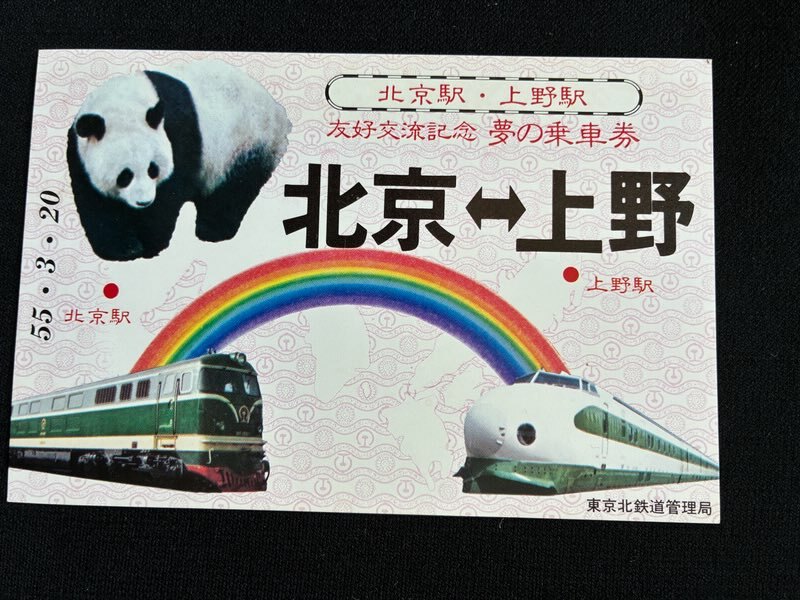 北京駅・上野駅
友好交流記念 夢の乗車券
北京↔上野
55・3・20
北京駅
上野駅
東京北鉄道管理局